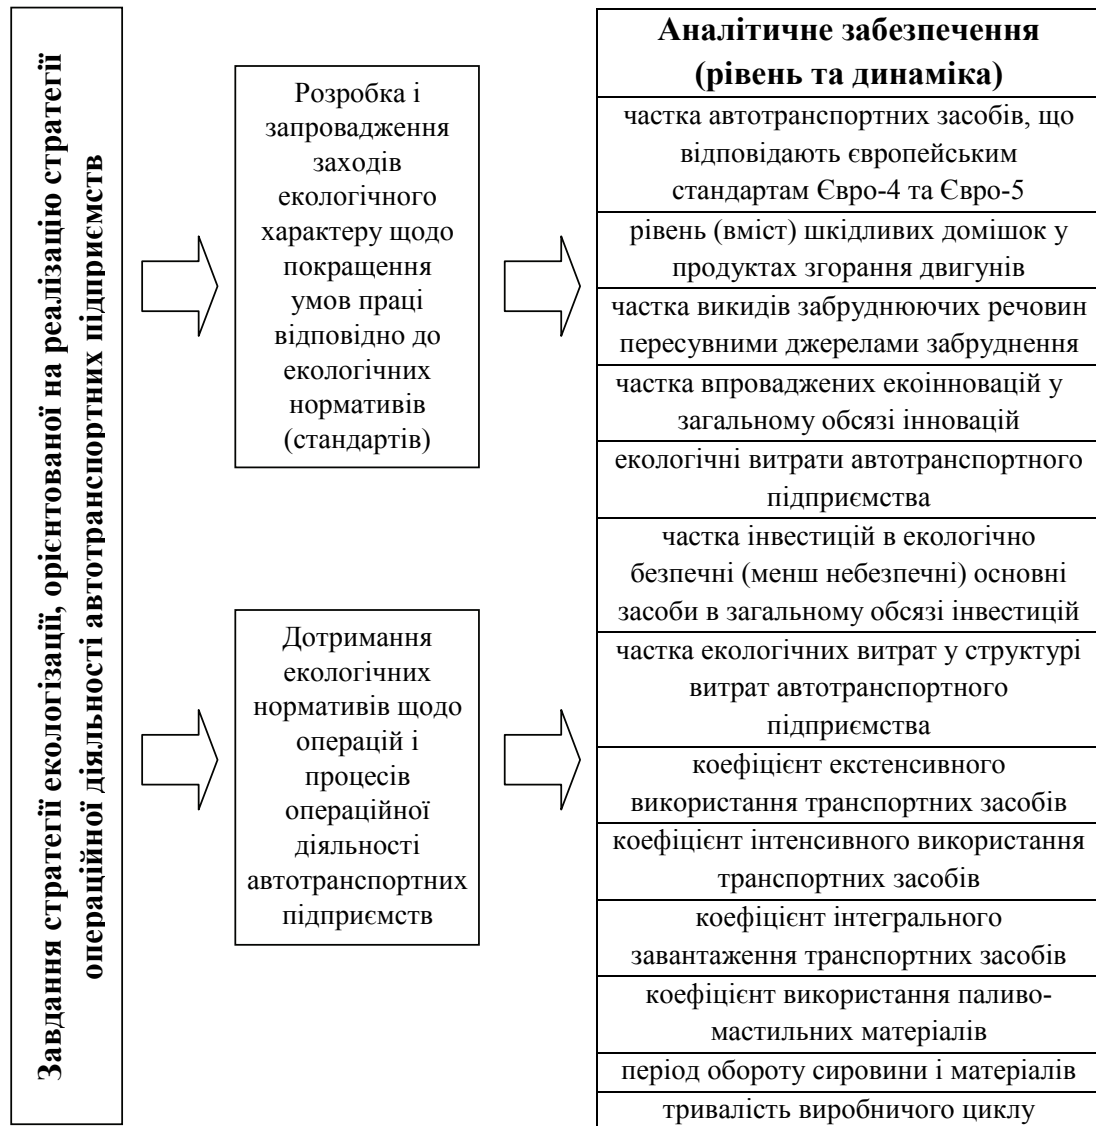 Завдання стратегії екологізації, орієнтованої на реалізацію стратегії
операційної діяльності автотранспортних підприємств
Розробка і
запровадження
заходів
екологічного
характеру щодо
покращення
умов праці
відповідно до
екологічних
нормативів
(стандартів)
Дотримання
екологічних
нормативів щодо
операцій і
процесів
операційної
діяльності
автотранспортних
підприємств
Аналітичне забезпечення
(рівень та динаміка)
частка автотранспортних засобів, що
відповідають європейським
стандартам Євро-4 та Євро-5
рівень (вміст) шкідливих домішок у
продуктах згорання двигунів
частка викидів забруднюючих речовин
пересувними джерелами забруднення
частка впроваджених екоінновацій у
загальному обсязі інновацій
екологічні витрати автотранспортного
підприємства
частка інвестицій в екологічно
безпечні (менш небезпечні) основні
засоби в загальному обсязі інвестицій
частка екологічних витрат у структурі
витрат автотранспортного
підприємства
коефіцієнт екстенсивного
використання транспортних засобів
коефіцієнт інтенсивного використання
транспортних засобів
коефіцієнт інтегрального
завантаження транспортних засобів
коефіцієнт використання паливо-
мастильних матеріалів
період обороту сировини і матеріалів
тривалість виробничого циклу